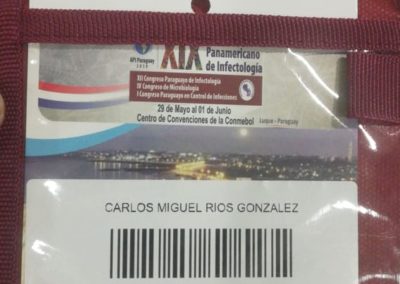 XIX
Panamericano
de Infectología
API Paraguay
2019
XII Congreso Paraguayo de Infectología
IV Congreso de Microbiología
I Congreso Paraguayo en Control de Infecciones
29 de Mayo al 01 de Junio
Centro de Convenciones de la Conmebol Luque - Paraguay
CARLOS MIGUEL RIOS GONZALEZ